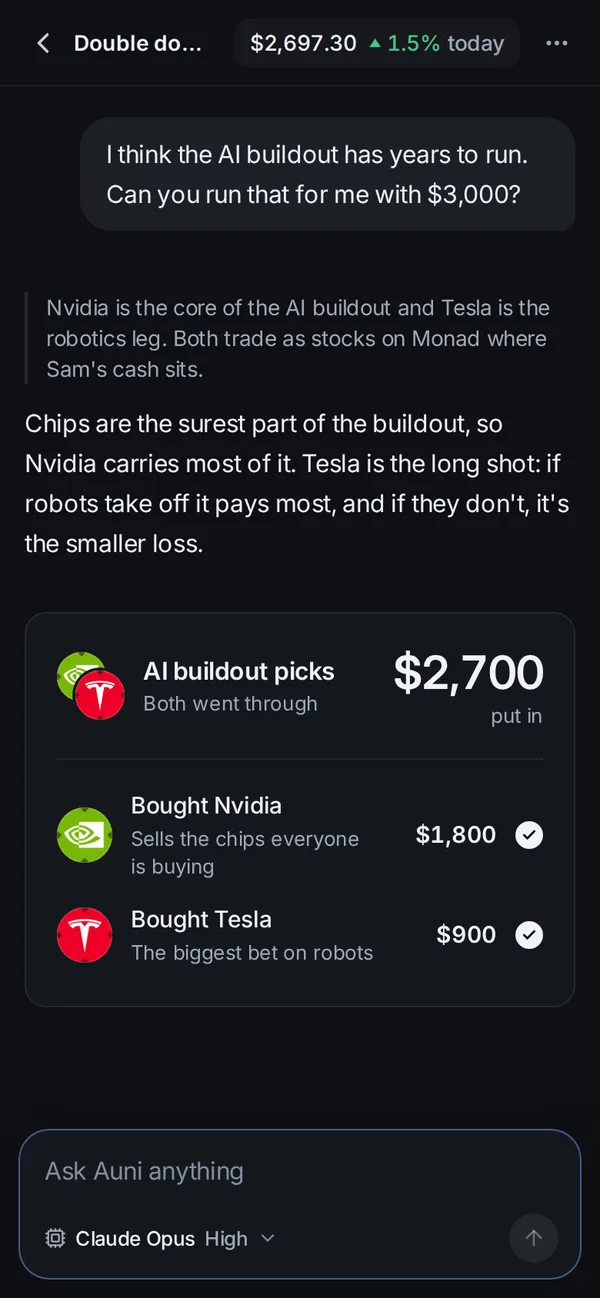 Double do...
$2,697.30 ▲ 1.5% today
I think the AI buildout has years to run.
Can you run that for me with $3,000?
Nvidia is the core of the AI buildout and Tesla is the
robotics leg. Both trade as stocks on Monad where
Sam's cash sits.
Chips are the surest part of the buildout, so
Nvidia carries most of it. Tesla is the long shot: if
robots take off it pays most, and if they don't, it's
the smaller loss.
AI buildout picks
$2,700
Both went through
put in
Bought Nvidia
Sells the chips everyone
is buying
$1,800
Bought Tesla
The biggest bet on robots
$900
Ask Auni anything
Claude Opus High